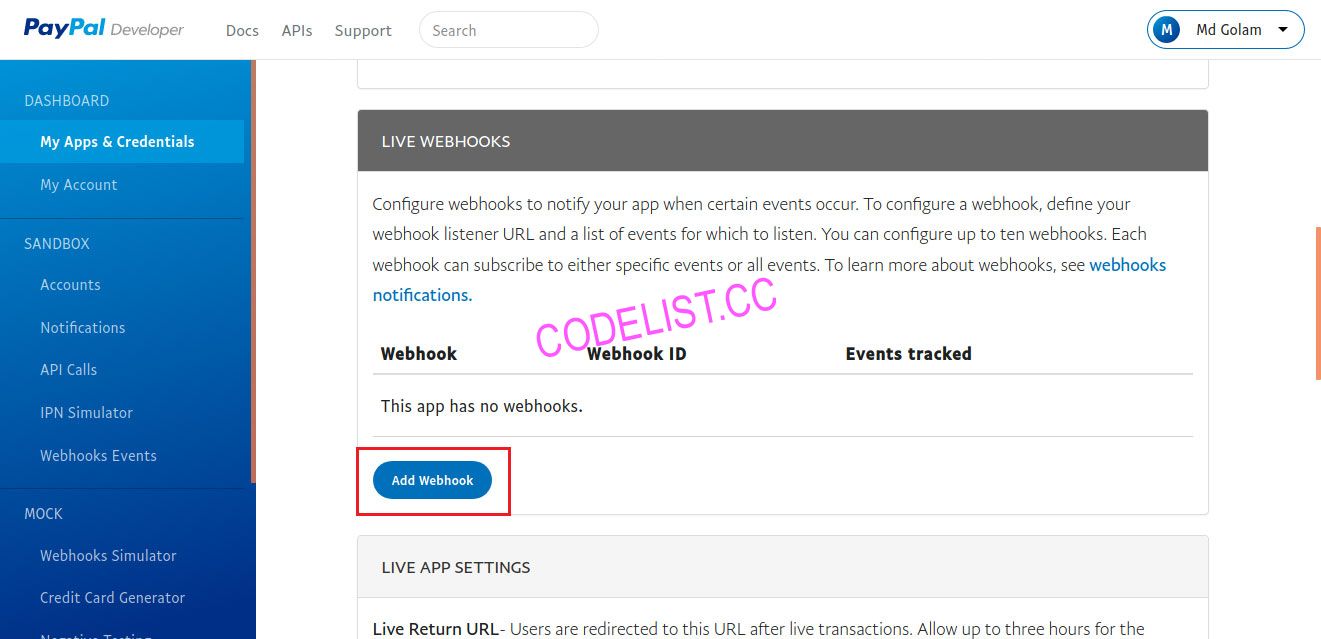 PayPal Developer
Docs
APIs
Support
Search
M
Md Golam
DASHBOARD
My Apps & Credentials
My Account
SANDBOX
Accounts
Notifications
API Calls
IPN Simulator
Webhooks Events
MOCK
Webhooks Simulator
Credit Card Generator
Negative Testing
LIVE WEBHOOKS
Configure webhooks to notify your app when certain events occur. To configure a webhook, define your
webhook listener URL and a list of events for which to listen. You can configure up to ten webhooks. Each
webhook can subscribe to either specific events or all events. To learn more about webhooks, see webhooks
notifications.
CODELIST.CC
Webhook Webhook ID Events tracked
This app has no webhooks.
Add Webhook
LIVE APP SETTINGS
Live Return URL- Users are redirected to this URL after live transactions. Allow up to three hours for the